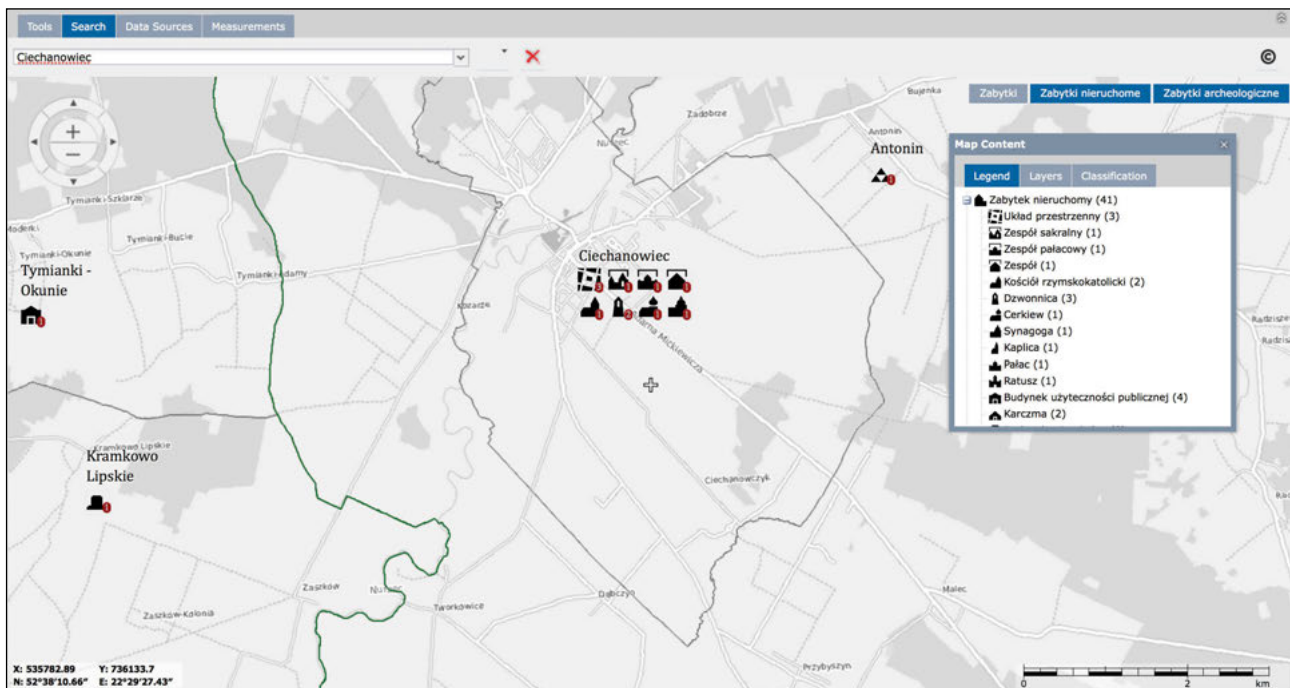 Tools Search Data Sources Measurements
Ciechanowiec
©
Zabytki Zabytki nieruchome Zabytki archeologiczne
Bujenka
Zadobrze
Antonin
Antonin
Map Content
Legend Layers Classification
Zabytek nieruchomy (41)
Układ przestrzenny (3)
Zespół sakralny (1)
Zespół pałacowy (1)
Zespół (1)
Kościół rzymskokatolicki (2)
Dzwonnica (3)
Cerkiew (1)
Synagoga (1)
Kaplica (1)
Pałac (1)
Ratusz (1)
Budynek użyteczności publicznej (4)
Karczma (2)
Tymianki-Szklarze
Tymianki-Bucie
Tymianki-Okunie
Tymianki -
Okunie
Ciechanowiec
Kozarze
Mickiewicza
Kramkowo Lipskie
Kramkowo
Lipskie
Ciechanowczyk
Zaszków
Zaszków-Kolonia
Tworkowice
Dąbczyn
Malec
Przybyszyn
X: 535782.89 Y: 736133.7
N: 52°38'10.66" E: 22°29'27.43"
0 2 km